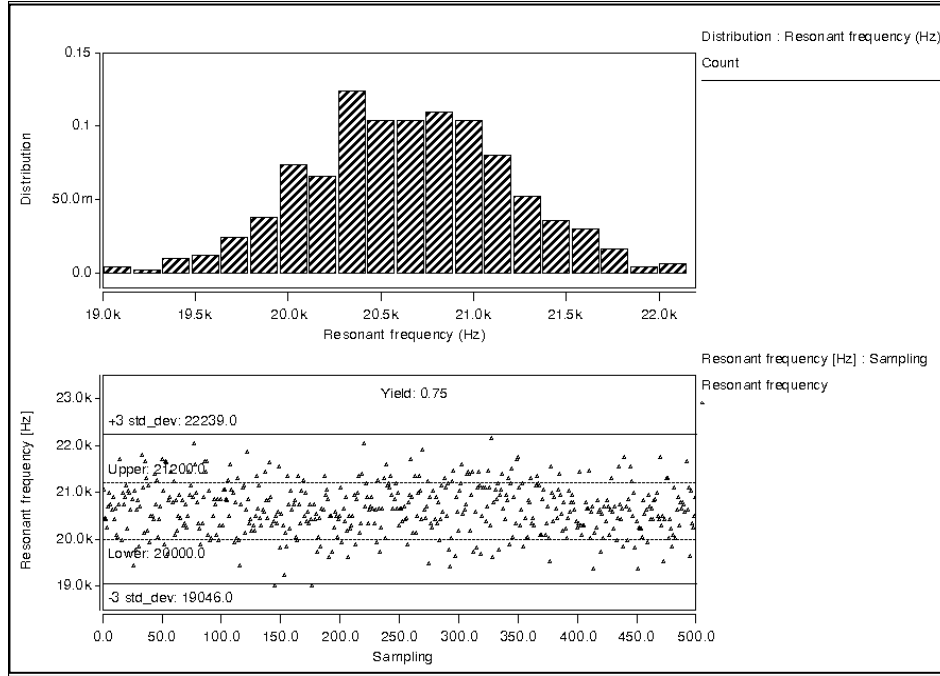 Distribution : Resonant frequency (Hz)
Count
0.15
0.1
50.0m
0.0
Distribution
19.0k 19.5k 20.0k 20.5k 21.0k 21.5k 22.0k
Resonant frequency (Hz)
Resonant frequency [Hz] : Sampling
Resonant frequency
Yield: 0.75
23.0k
+3 std_dev: 22239.0
22.0k
Upper: 21200.0
21.0k
20.0k
Lower: 20000.0
19.0k
-3 std_dev: 19046.0
Resonant frequency [Hz]
0.0 50.0 100.0 150.0 200.0 250.0 300.0 350.0 400.0 450.0 500.0
Sampling